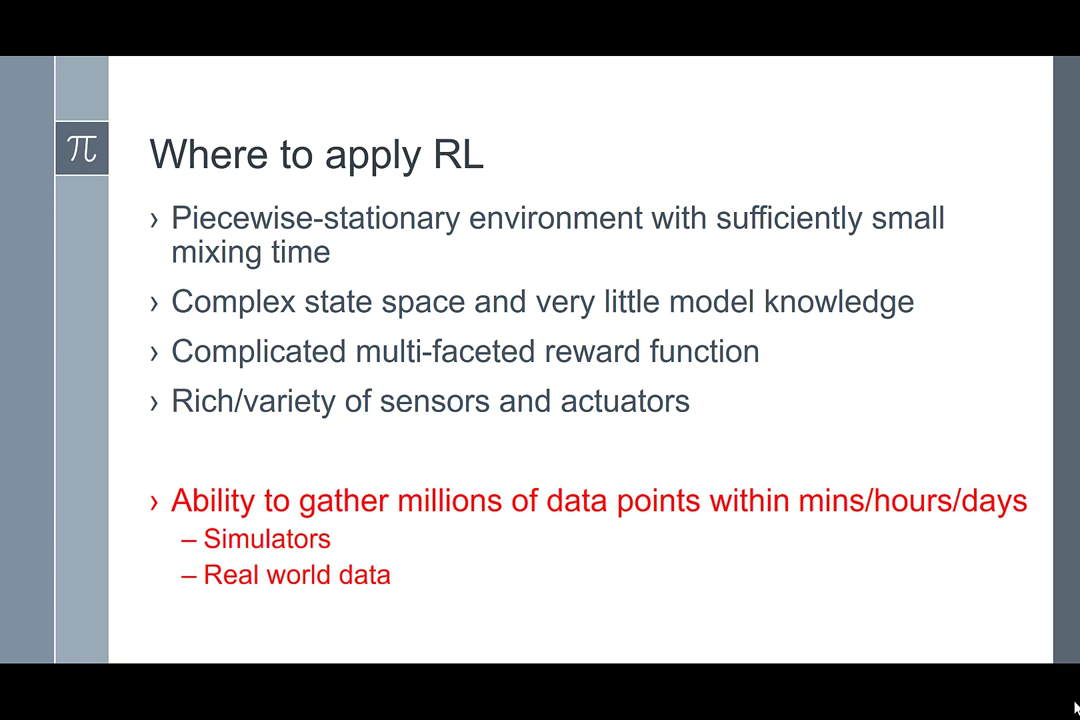 π
Where to apply RL
› Piecewise-stationary environment with sufficiently small
mixing time
› Complex state space and very little model knowledge
› Complicated multi-faceted reward function
› Rich/variety of sensors and actuators
› Ability to gather millions of data points within mins/hours/days
– Simulators
– Real world data